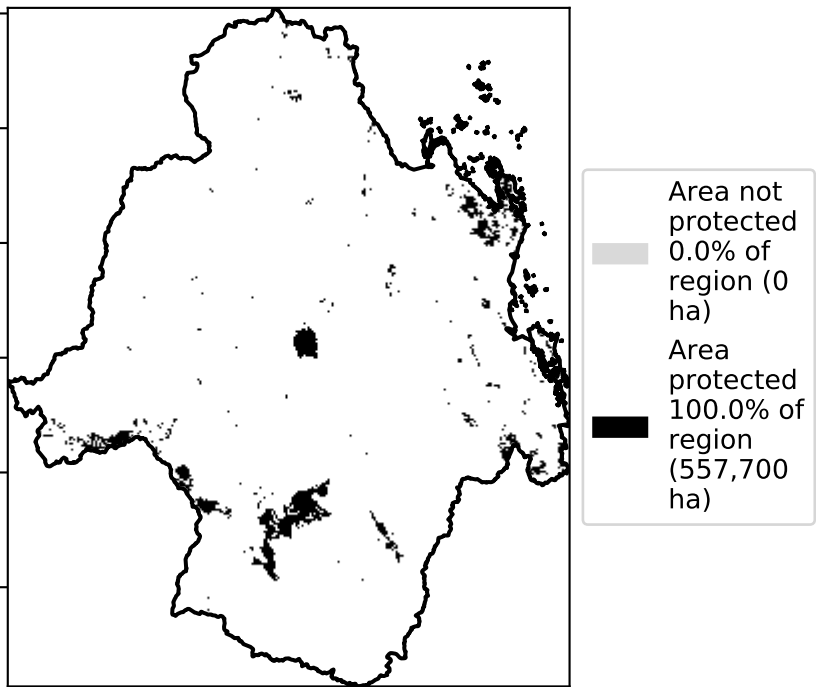 Area not
protected
0.0% of
region (0
ha)
Area
protected
100.0% of
region
(557,700
ha)